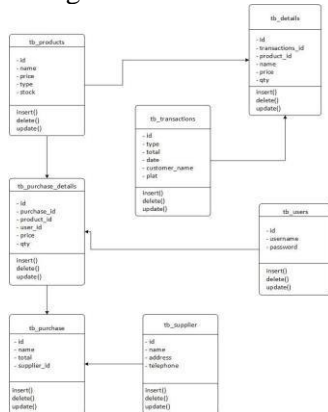 tb_details
- id
- transactions_id
- product_id
- name
- price
- qty
insert()
delete()
update()
tb_products
- id
- name
- price
- type
- stock
insert()
delete()
update()
tb_transactions
- id
- type
- total
- date
- customer_name
- plat
insert()
delete()
update()
tb_purchase_details
- id
- purchase_id
- product_id
- user_id
- price
- qty
insert()
delete()
update()
tb_users
- id
- username
- password
insert()
delete()
update()
tb_purchase
- id
- name
- total
- supplier_id
insert()
delete()
update()
tb_supplier
- id
- name
- address
- telephone
insert()
delete()
update()